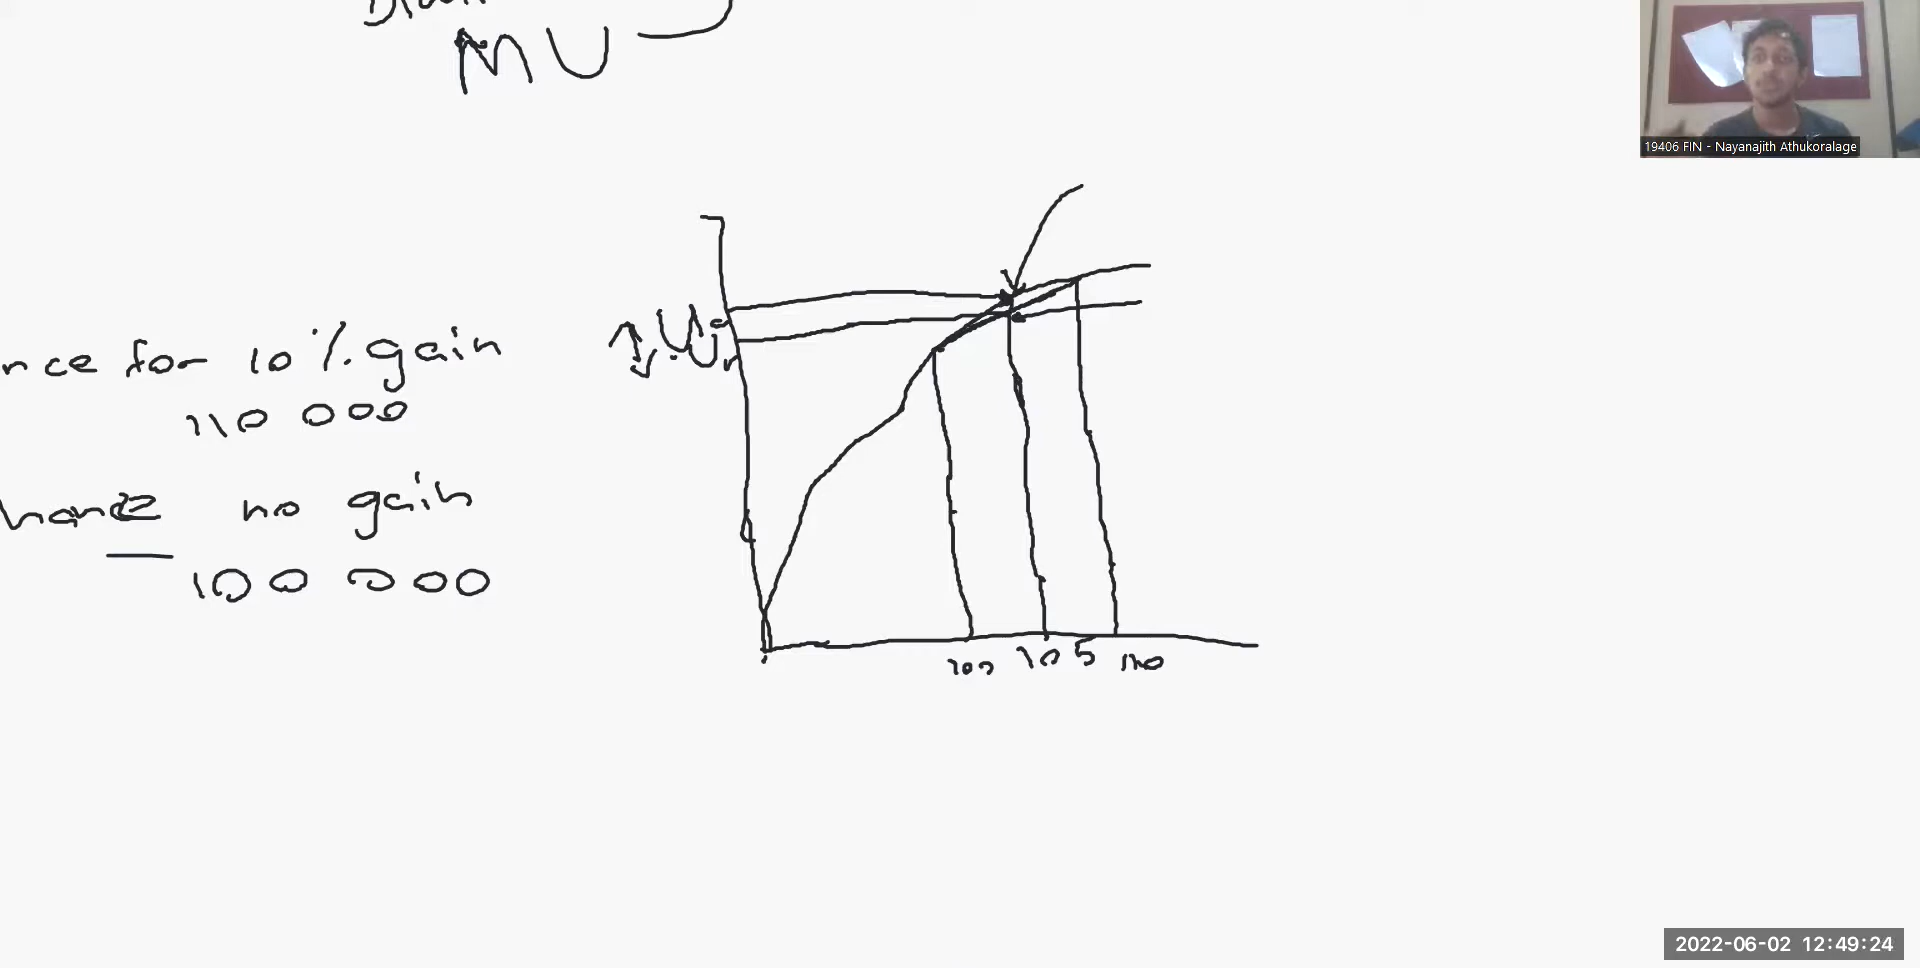 MU
19406 FIN - Nayanajith Athukoralage
nce for 10%. gain
110 000
hance no gain
100 000
100 105 110
2022-06-02 12:49:24